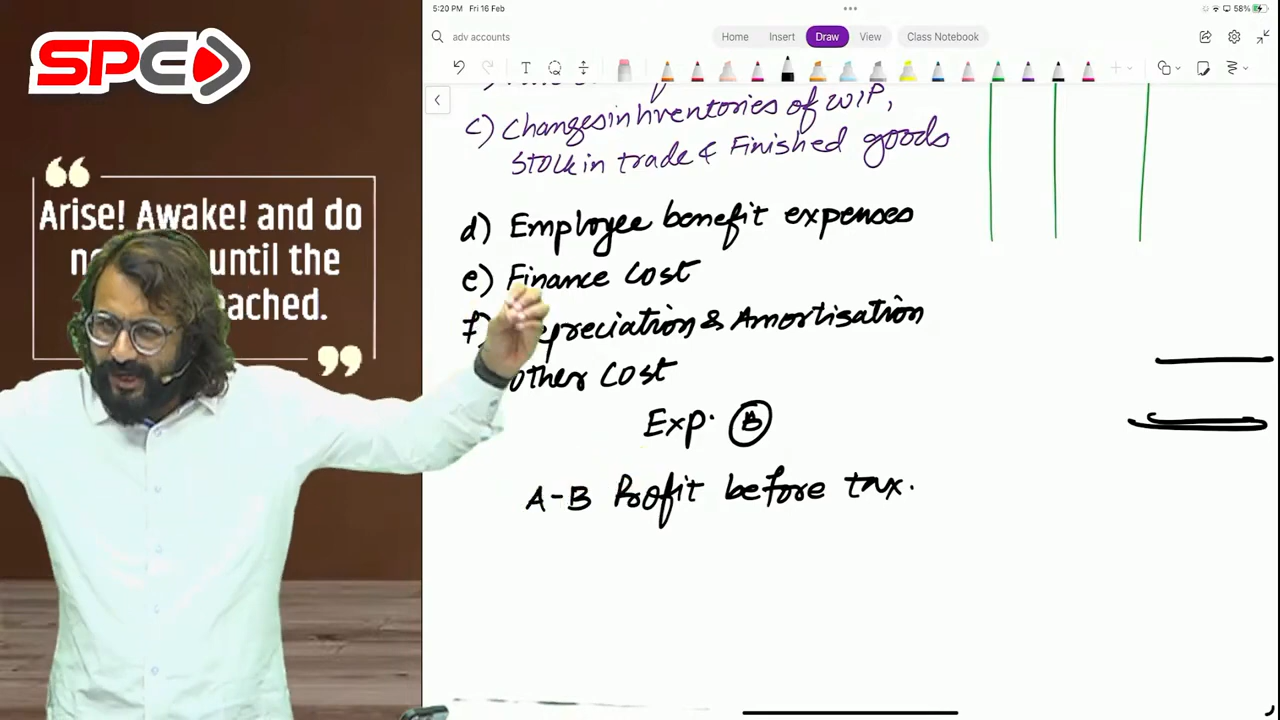 5:20 PM Fri 16 Feb
58%
adv accounts
Home Insert Draw View Class Notebook
SPE
Arise! Awake! and do
until the
eached.
c) Changes in Inventories of WIP,
Stock in trade & Finished goods
d) Employee benefit expenses
e) Finance Cost
f) epreciation & Amortisation
other Cost
Exp. B
A-B Profit before tax.